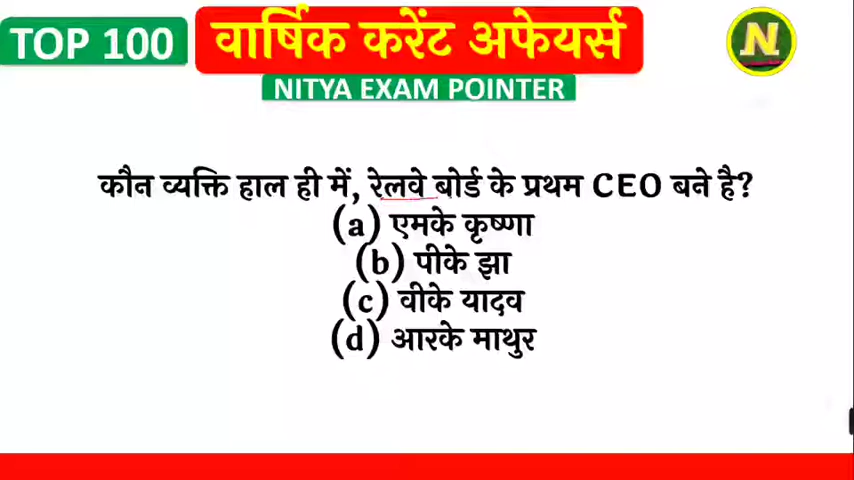 TOP 100
वार्षिक करेंट अफेयर्स
N
NITYA EXAM POINTER
कौन व्यक्ति हाल ही में, रेलवे बोर्ड के प्रथम CEO बने है?
(a) एमके कृष्णा
(b) पीके झा
(c) वीके यादव
(d) आरके माथुर